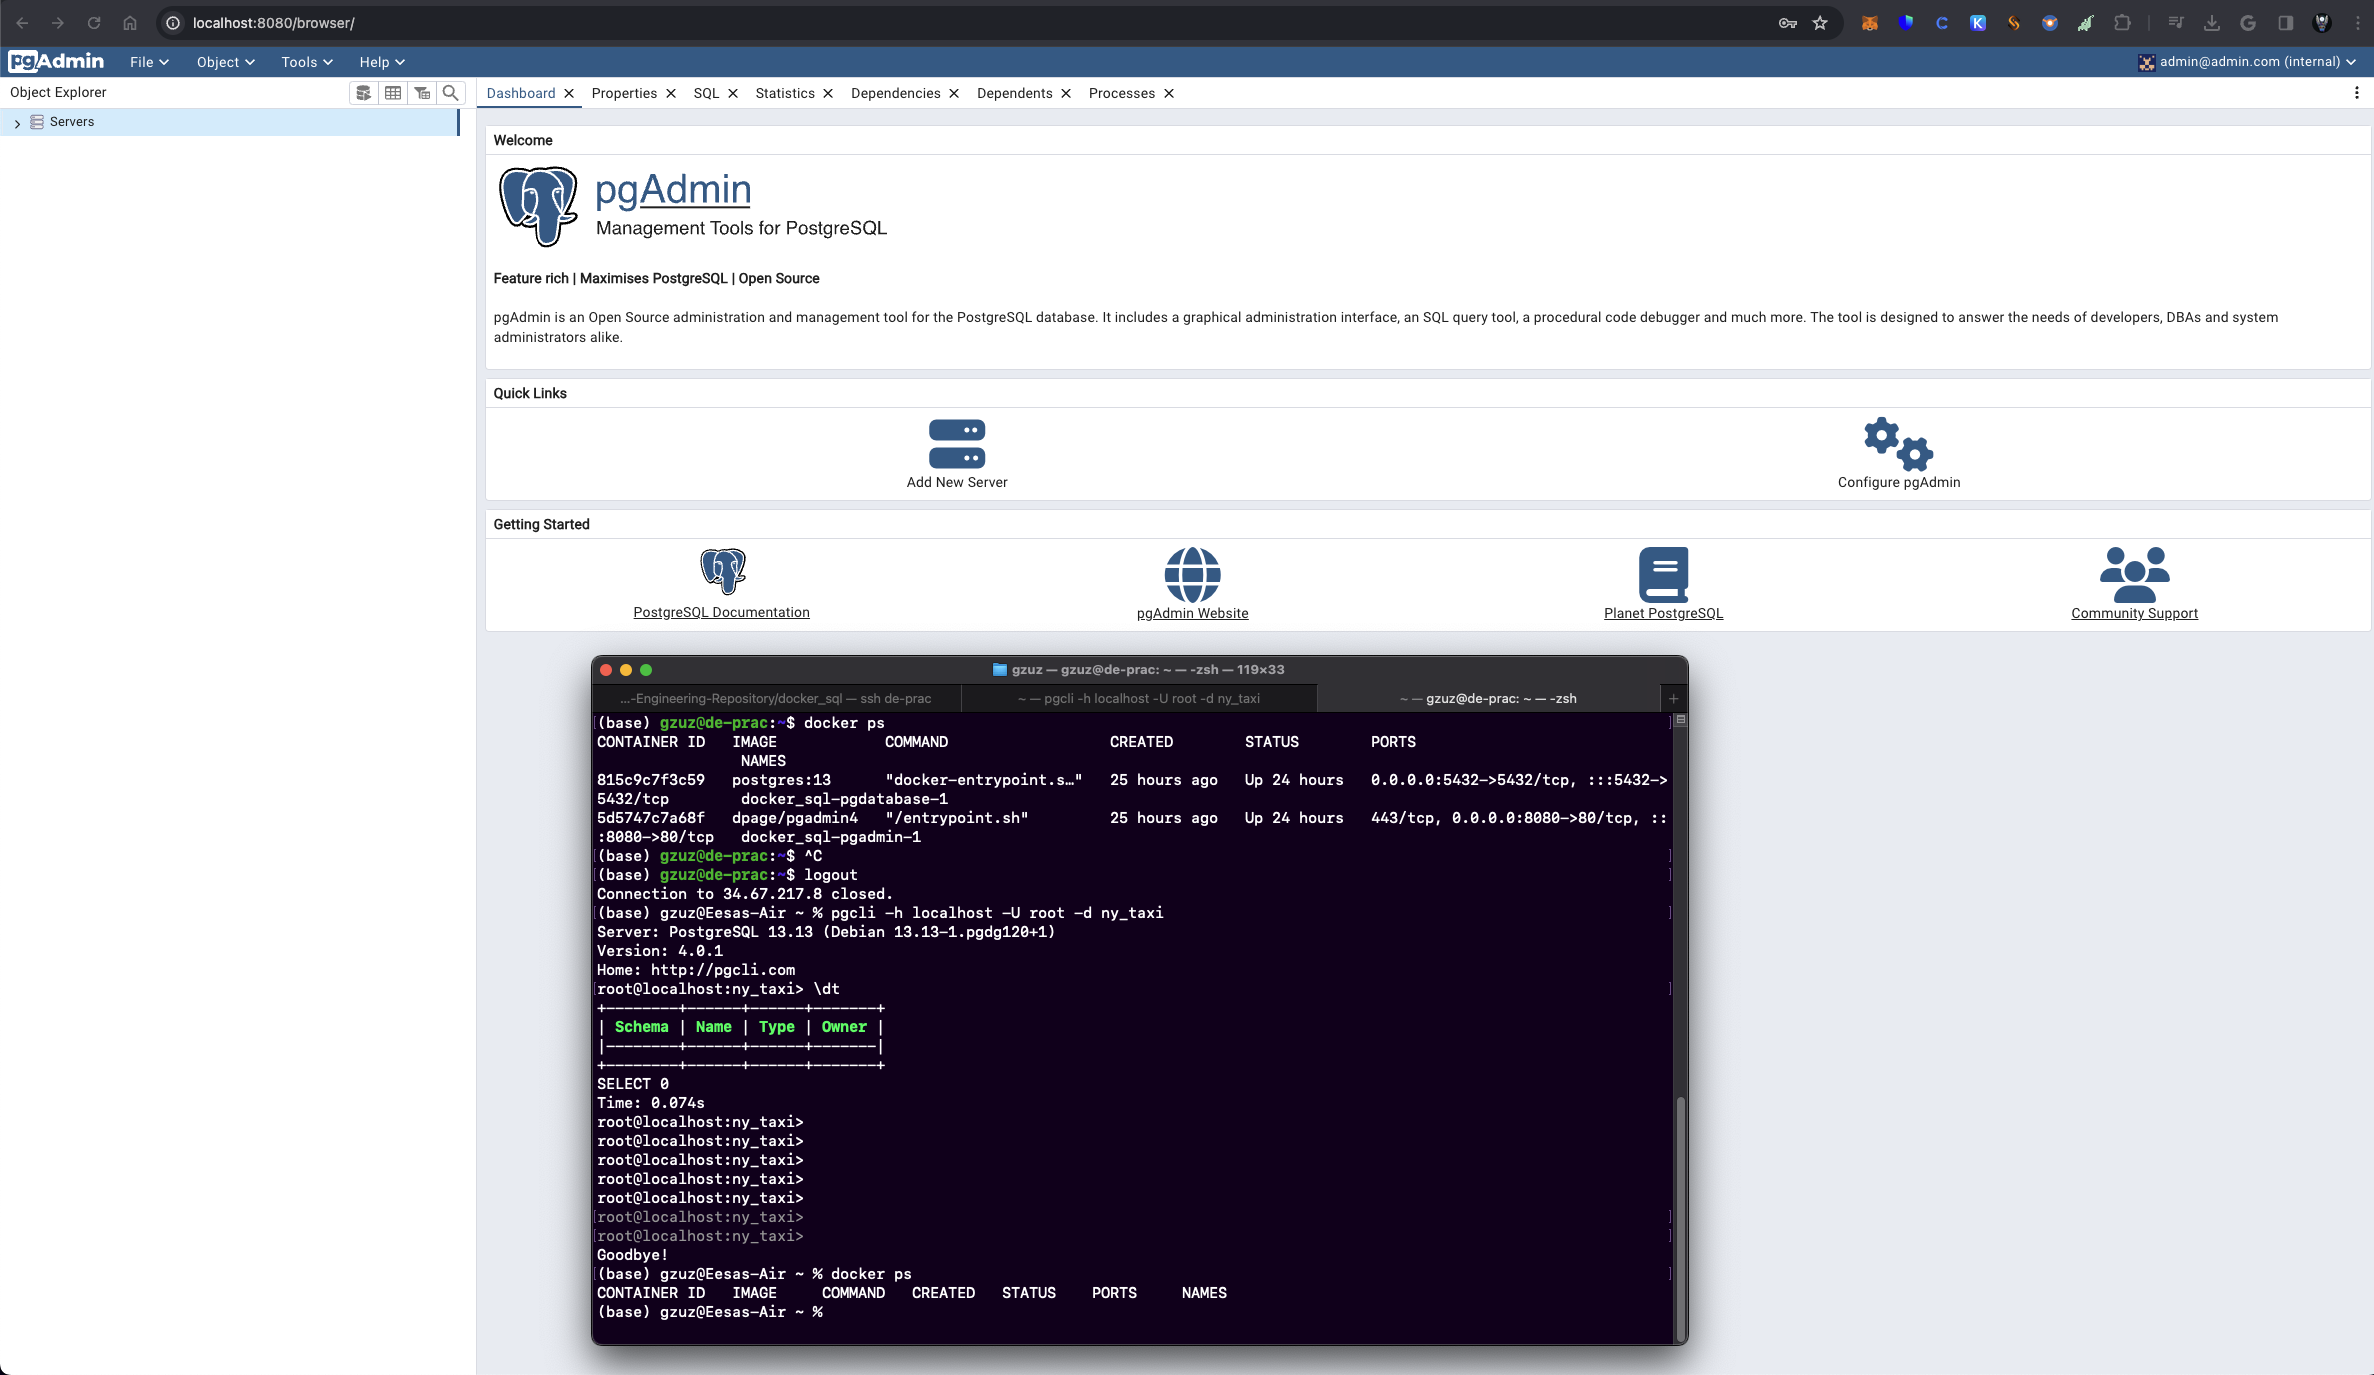 localhost:8080/browser/
pgAdmin File Object Tools Help admin@admin.com (internal)
Object Explorer
Servers
Dashboard Properties SQL Statistics Dependencies Dependents Processes
Welcome
pgAdmin
Management Tools for PostgreSQL
Feature rich | Maximises PostgreSQL | Open Source
pgAdmin is an Open Source administration and management tool for the PostgreSQL database. It includes a graphical administration interface, an SQL query tool, a procedural code debugger and much more. The tool is designed to answer the needs of developers, DBAs and system
administrators alike.
Quick Links
Add New Server Configure pgAdmin
Getting Started
PostgreSQL Documentation pgAdmin Website Planet PostgreSQL Community Support
gzuz — gzuz@de-prac: ~ — -zsh — 119×33
...-Engineering-Repository/docker_sql — ssh de-prac ~ — pgcli -h localhost -U root -d ny_taxi ~ — gzuz@de-prac: ~ — -zsh
(base) gzuz@de-prac:~$ docker ps
CONTAINER ID IMAGE COMMAND CREATED STATUS PORTS
NAMES
815c9c7f3c59 postgres:13 "docker-entrypoint.s…" 25 hours ago Up 24 hours 0.0.0.0:5432->5432/tcp, :::5432->
5432/tcp docker_sql-pgdatabase-1
5d5747c7a68f dpage/pgadmin4 "/entrypoint.sh" 25 hours ago Up 24 hours 443/tcp, 0.0.0.0:8080->80/tcp, ::
:8080->80/tcp docker_sql-pgadmin-1
(base) gzuz@de-prac:~$ ^C
(base) gzuz@de-prac:~$ logout
Connection to 34.67.217.8 closed.
(base) gzuz@Eesas-Air ~ % pgcli -h localhost -U root -d ny_taxi
Server: PostgreSQL 13.13 (Debian 13.13-1.pgdg120+1)
Version: 4.0.1
Home: http://pgcli.com
root@localhost:ny_taxi> \dt
+--------+------+------+-------+
| Schema | Name | Type | Owner |
|--------+------+------+-------|
+--------+------+------+-------+
SELECT 0
Time: 0.074s
root@localhost:ny_taxi>
root@localhost:ny_taxi>
root@localhost:ny_taxi>
root@localhost:ny_taxi>
root@localhost:ny_taxi>
root@localhost:ny_taxi>
root@localhost:ny_taxi>
Goodbye!
(base) gzuz@Eesas-Air ~ % docker ps
CONTAINER ID IMAGE COMMAND CREATED STATUS PORTS NAMES
(base) gzuz@Eesas-Air ~ %